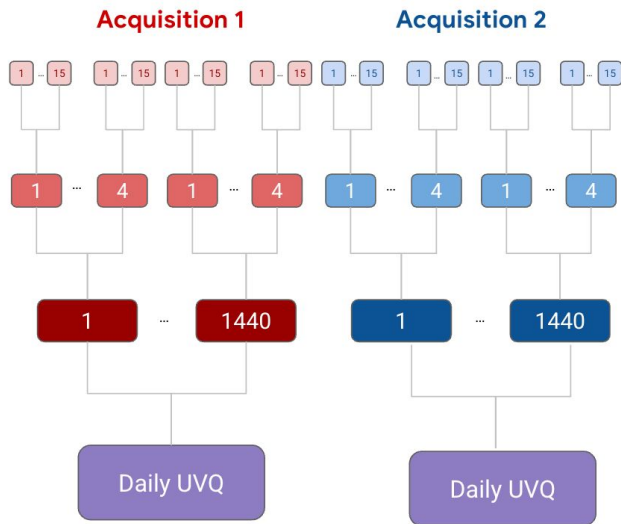 Acquisition 1 Acquisition 2
1 ... 15 1 ... 15 1 ... 15 1 ... 15 1 ... 15 1 ... 15 1 ... 15 1 ... 15
1 ... 4 1 ... 4 1 ... 4 1 ... 4
1 ... 1440 1 ... 1440
Daily UVQ Daily UVQ